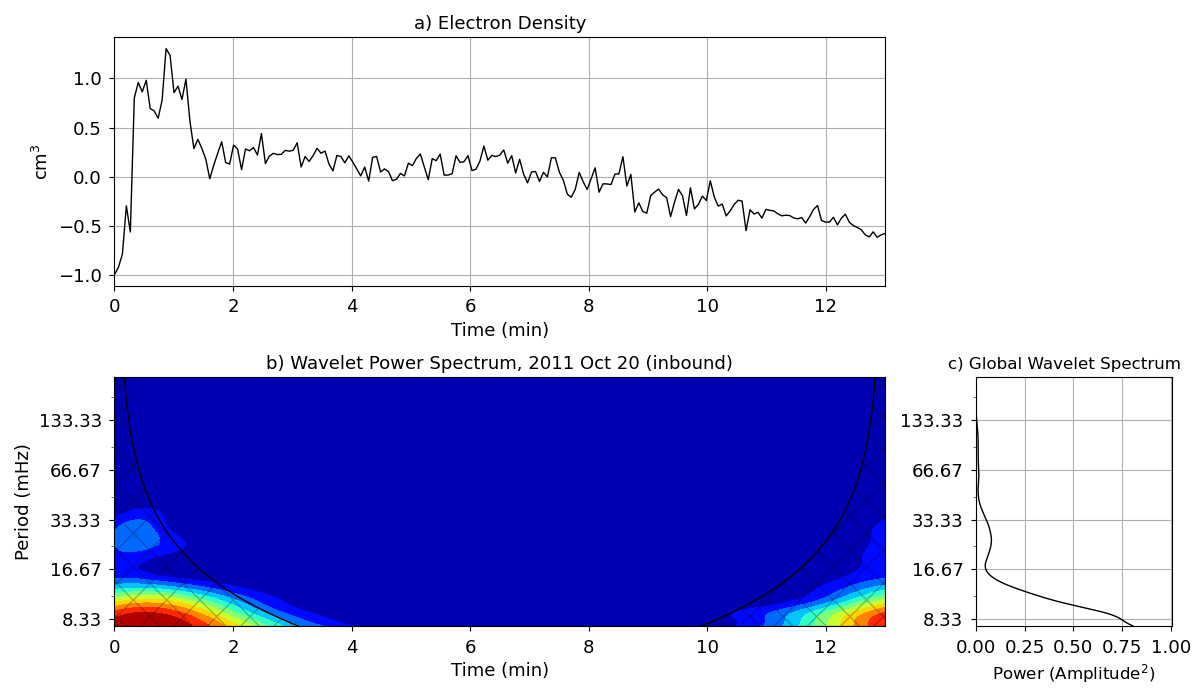 a) Electron Density
1.0
0.5
0.0
−0.5
−1.0
cm³
0 2 4 6 8 10 12
Time (min)
b) Wavelet Power Spectrum, 2011 Oct 20 (inbound)
133.33
66.67
33.33
16.67
8.33
Period (mHz)
0 2 4 6 8 10 12
Time (min)
c) Global Wavelet Spectrum
133.33
66.67
33.33
16.67
8.33
0.00 0.25 0.50 0.75 1.00
Power (Amplitude²)